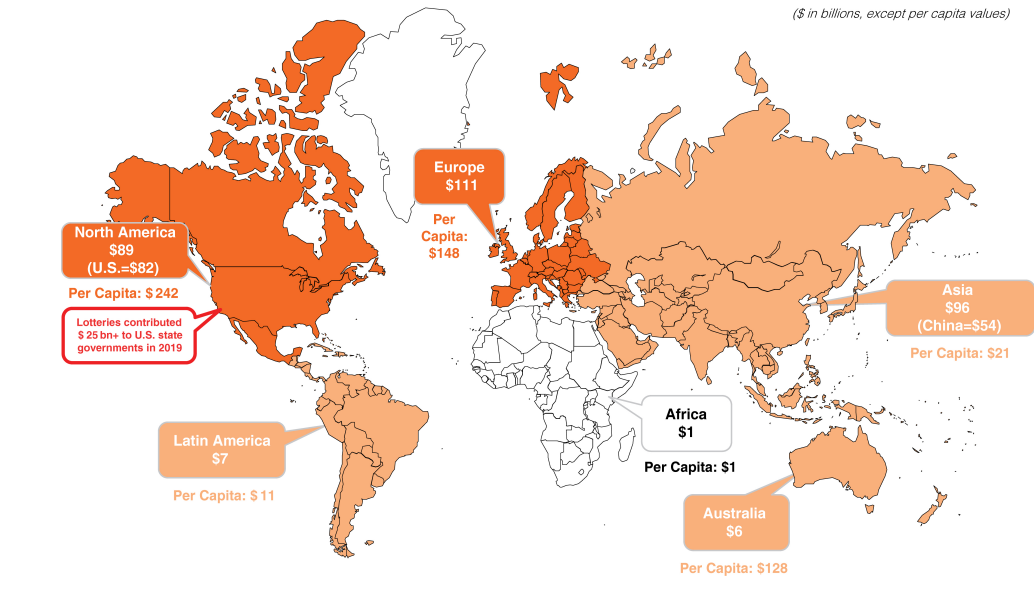 ($ in billions, except per capita values)
Europe
$111
Per
Capita:
$148
North America
$89
(U.S.=$82)
Per Capita: $242
Lotteries contributed
$25bn+ to U.S. state
governments in 2019
Asia
$96
(China=$54)
Per Capita: $21
Latin America
$7
Per Capita: $11
Africa
$1
Per Capita: $1
Australia
$6
Per Capita: $128